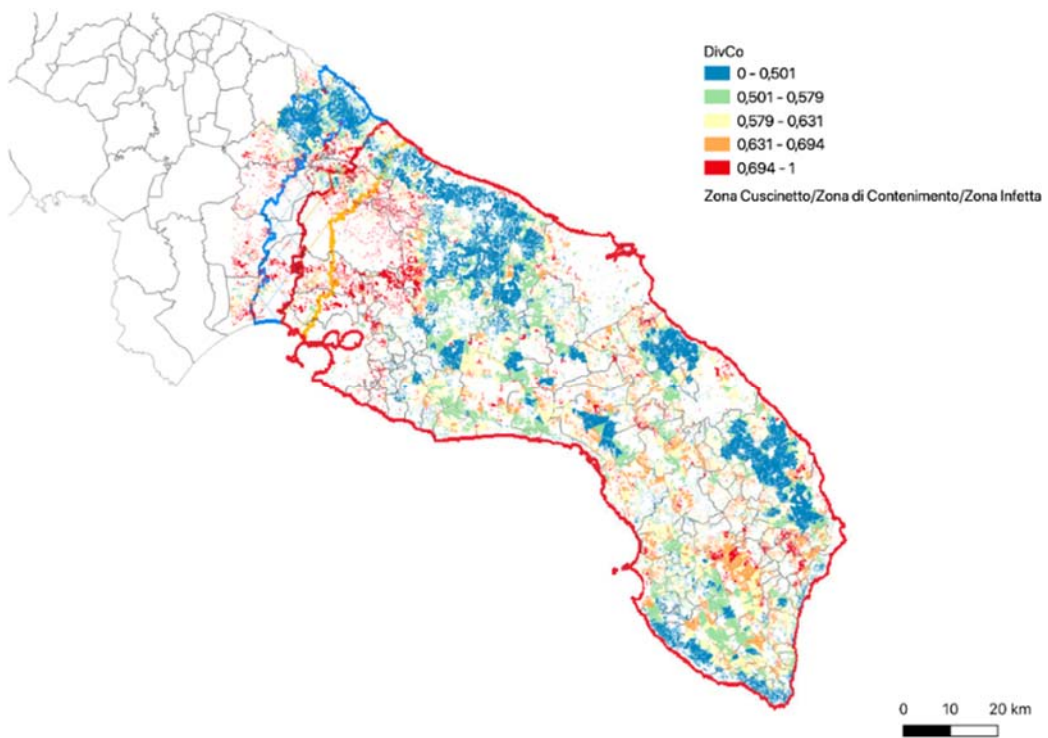 DivCo
0 - 0,501
0,501 - 0,579
0,579 - 0,631
0,631 - 0,694
0,694 - 1
Zona Cuscinetto/Zona di Contenimento/Zona Infetta
0 10 20 km